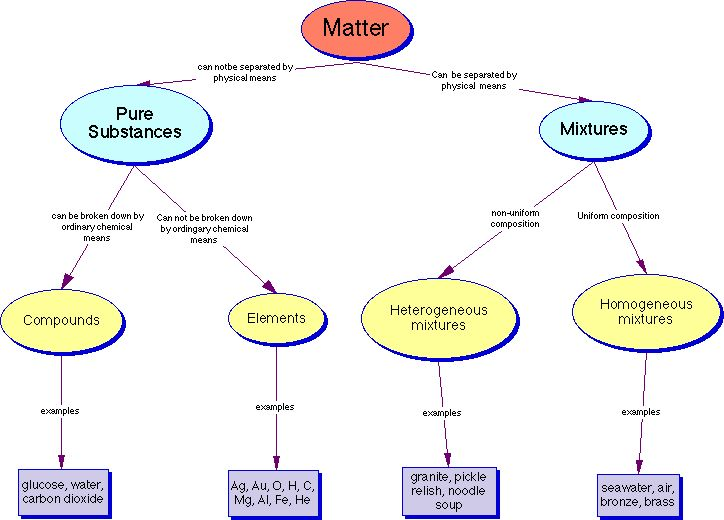 Matter
can notbe separated by
physical means
Can be separated by
physical means
Pure
Substances
Mixtures
can be broken down by
ordinary chemical
means
Can not be broken down
by ordingary chemical
means
non-uniform
composition
Uniform composition
Compounds
Elements
Heterogeneous
mixtures
Homogeneous
mixtures
examples
examples
examples
examples
glucose, water,
carbon dioxide
Ag, Au, O, H, C,
Mg, Al, Fe, He
granite, pickle
relish, noodle
soup
seawater, air,
bronze, brass